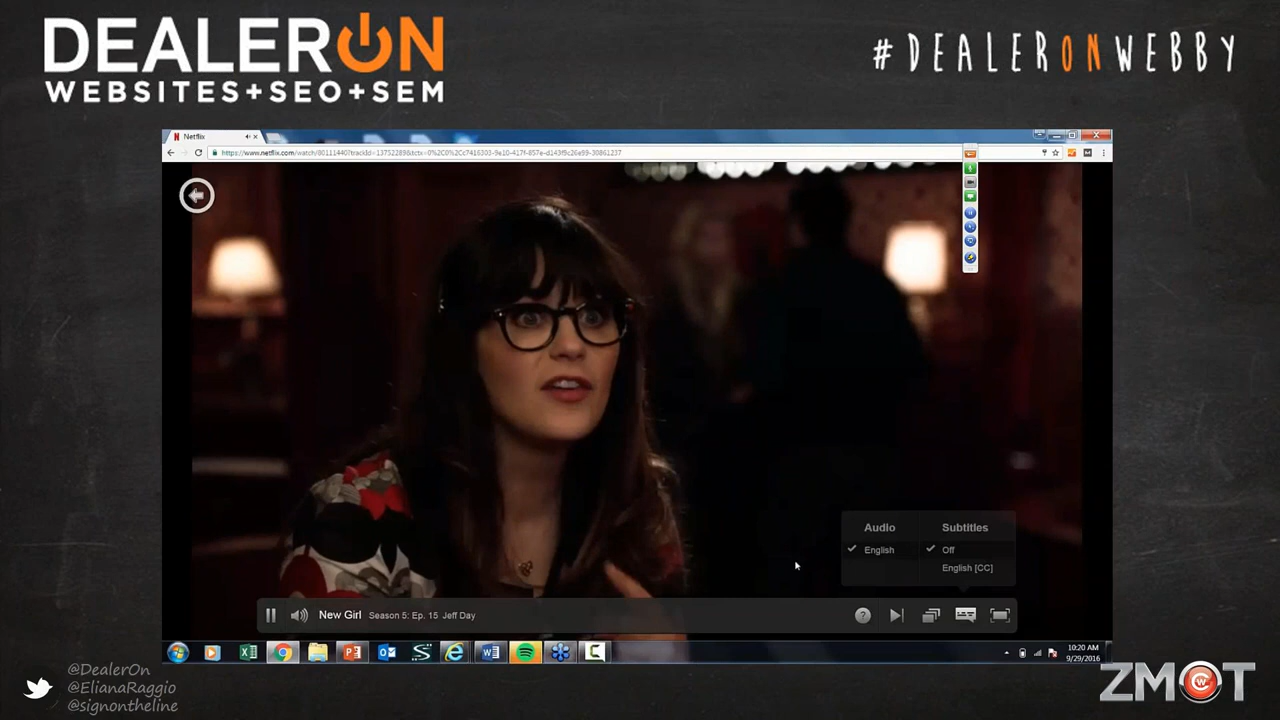 DEALERON
WEBSITES+SEO+SEM
#DEALERONWEBBY
Netflix
New Girl Season 5: Ep. 15 Jeff Day
Audio
English
Subtitles
Off
English [CC]
?
10:20 AM
9/29/2016
@DealerOn
@ElianaRaggio
@signontheline
ZMOT